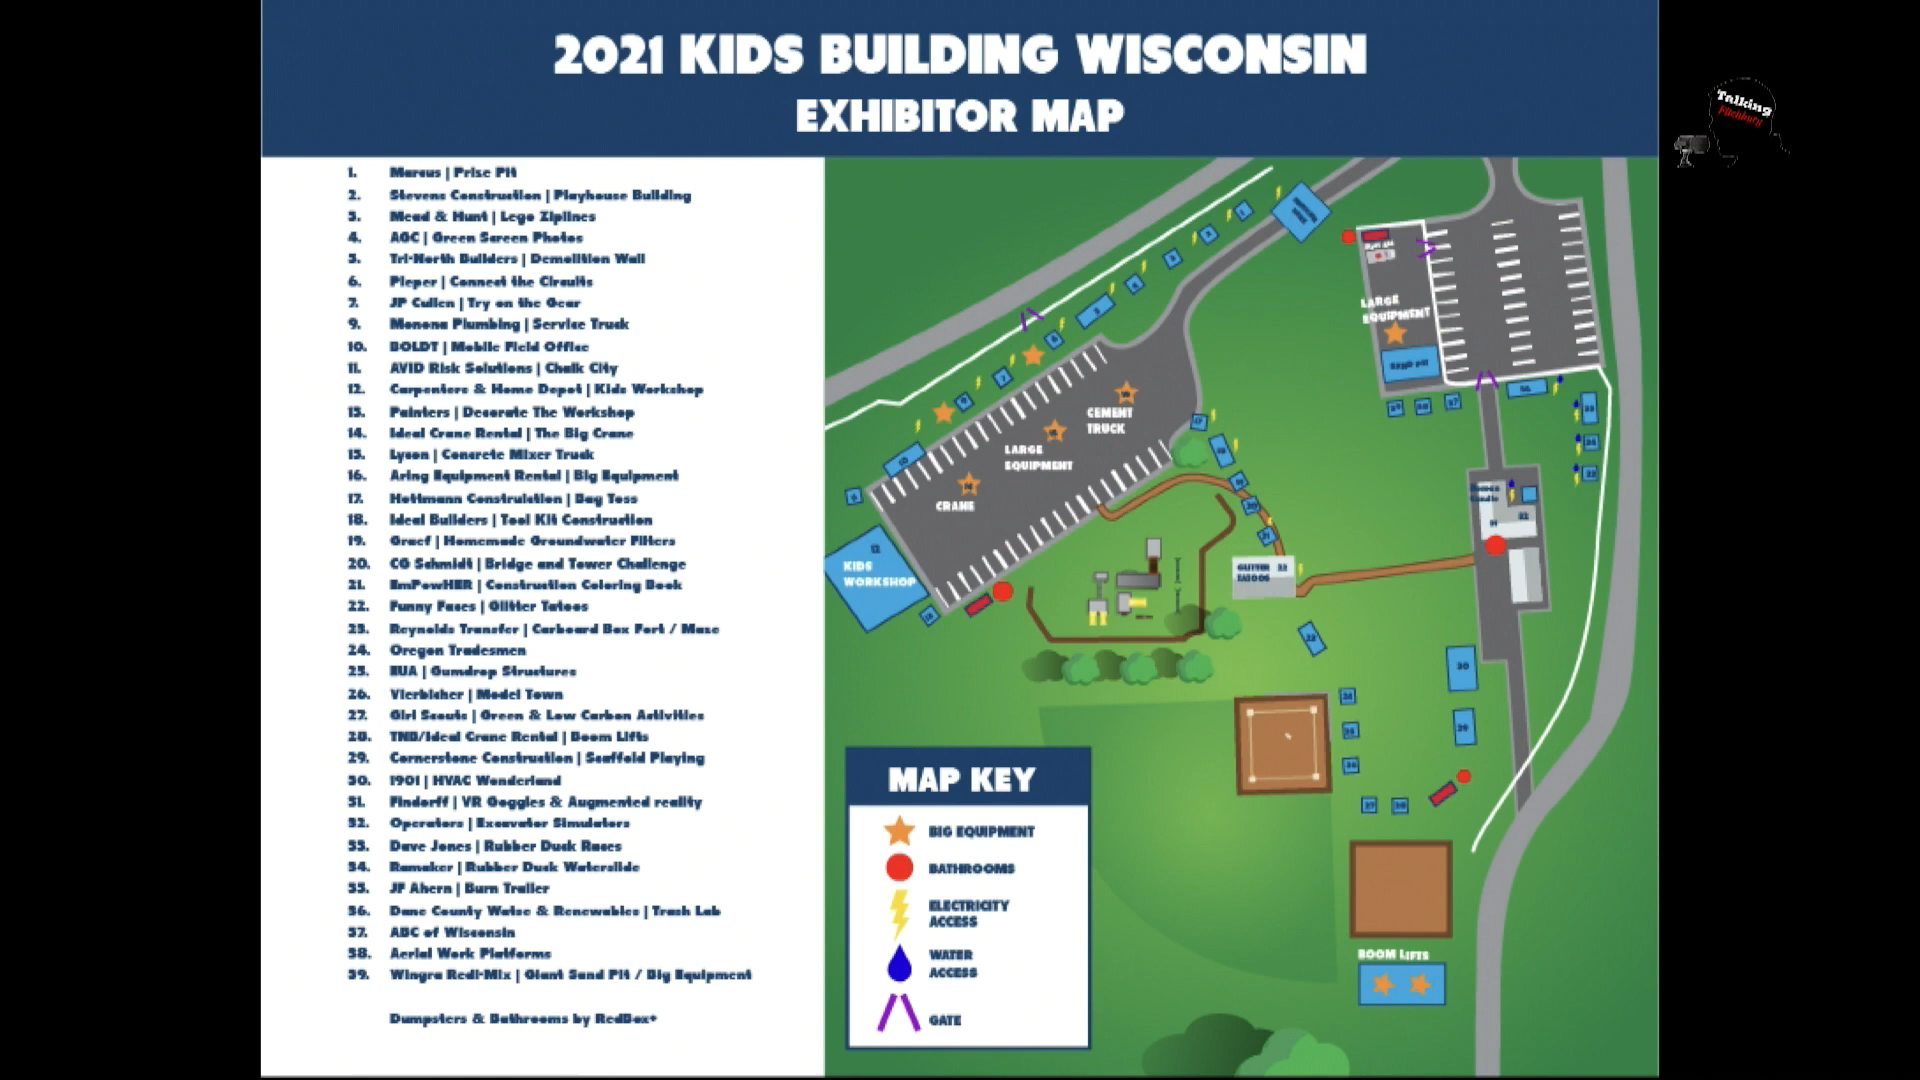 2021 KIDS BUILDING WISCONSIN
EXHIBITOR MAP
Talking
Fitchburg
1. Marcus | Prize Pit
2. Stevens Construction | Playhouse Building
3. Mead & Hunt | Lego Ziplines
4. AGC | Green Screen Photos
5. Tri-North Builders | Demolition Wall
6. Pieper | Connect the Circuits
7. JP Cullen | Try on the Gear
9. Monona Plumbing | Service Truck
10. BOLDT | Mobile Field Office
11. AVID Risk Solutions | Chalk City
12. Carpenters & Home Depot | Kids Workshop
13. Painters | Decorate The Workshop
14. Ideal Crane Rental | The Big Crane
15. Lycon | Concrete Mixer Truck
16. Aring Equipment Rental | Big Equipment
17. Hottmann Construction | Bag Toss
18. Ideal Builders | Tool Kit Construction
19. Graef | Homemade Groundwater Filters
20. CG Schmidt | Bridge and Tower Challenge
21. EmPowHER | Construction Coloring Book
22. Funny Faces | Glitter Tatoos
23. Reynolds Transfer | Carboard Box Fort / Maze
24. Oregon Tradesmen
25. EUA | Gumdrop Structures
26. Vierbicher | Model Town
27. Girl Scouts | Green & Low Carbon Activities
28. TNB/Ideal Crane Rental | Boom Lifts
29. Cornerstone Construction | Scaffold Playing
30. 1901 | HVAC Wonderland
31. Findorff | VR Goggles & Augmented reality
32. Operators | Excavator Simulators
33. Dave Jones | Rubber Duck Races
34. Ramaker | Rubber Duck Waterslide
35. JF Ahern | Burn Trailer
36. Dane County Watse & Renewables | Trash Lab
37. ABC of Wisconsin
38. Aerial Work Platforms
39. Wingra Redi-Mix | Giant Sand Pit / Big Equipment
Dumpsters & Bathrooms by RedBox+
LARGE
EQUIPMENT
SAND PIT
CEMENT
TRUCK
LARGE
EQUIPMENT
CRANE
12
KIDS
WORKSHOP
GLITTER 22
TATOOS
30
29
BOOM LIFTS
MAP KEY
BIG EQUIPMENT
BATHROOMS
ELECTRICITY
ACCESS
WATER
ACCESS
GATE